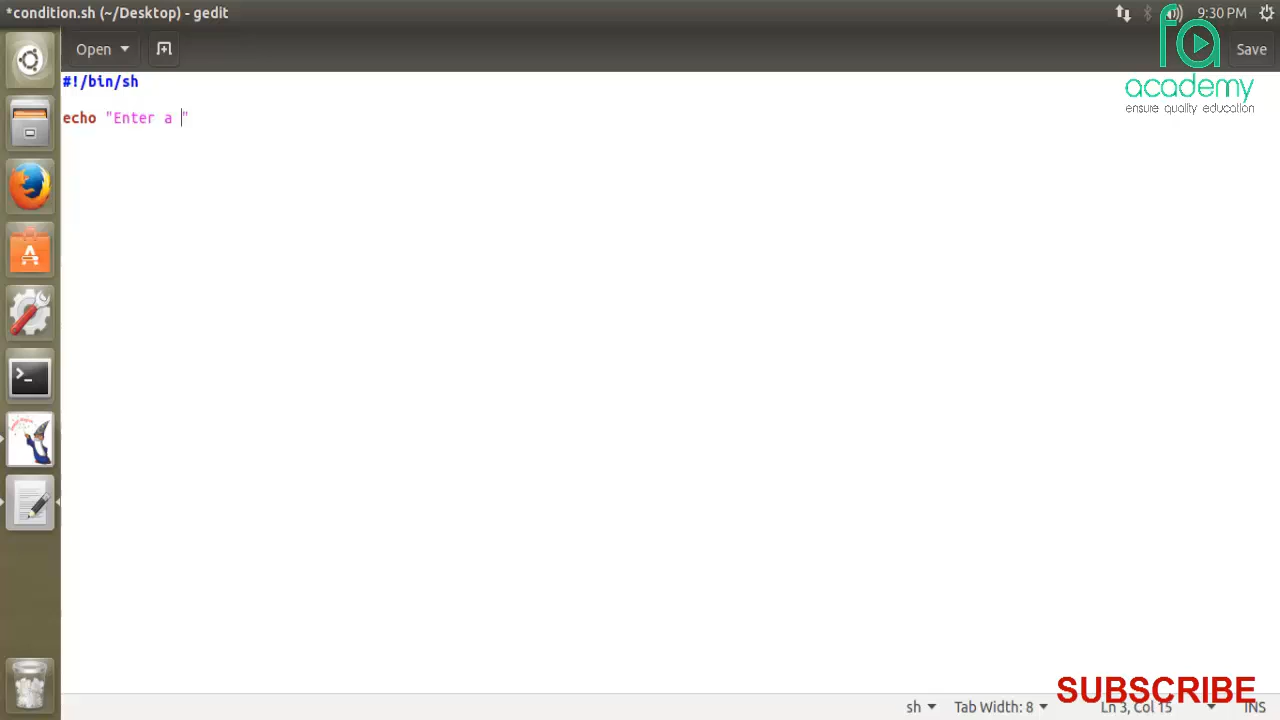 *condition.sh (~/Desktop) - gedit
9:30 PM
Open
Save
fa
academy
ensure quality education
#!/bin/sh
echo "Enter a "
SUBSCRIBE
sh
Tab Width: 8
Ln 3, Col 15
INS